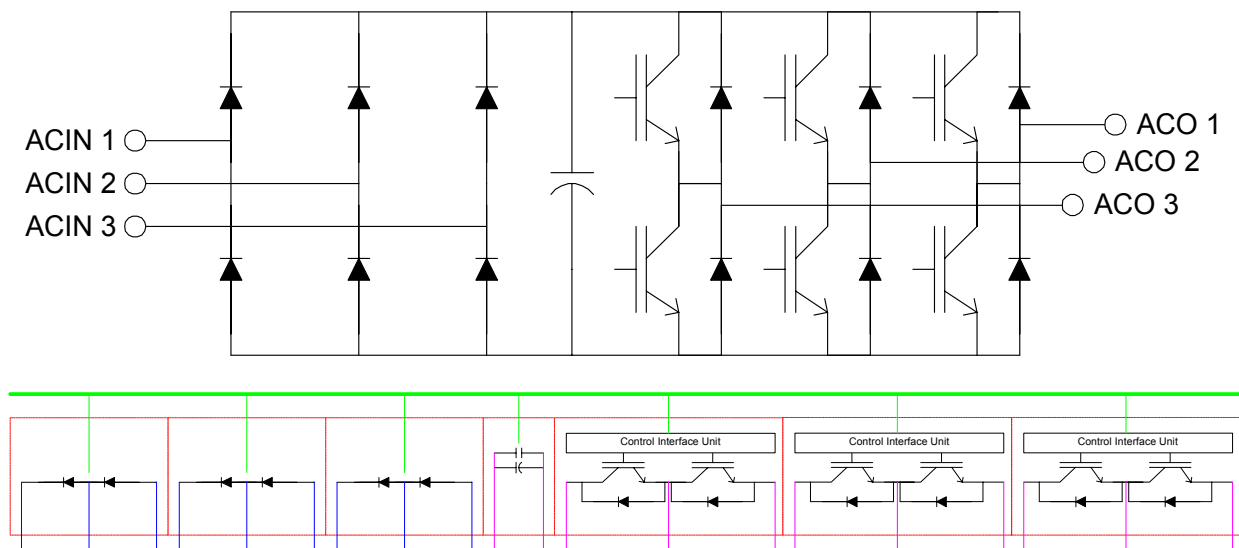 ACIN 1
ACIN 2
ACIN 3
ACO 1
ACO 2
ACO 3
Control Interface Unit
Control Interface Unit
Control Interface Unit